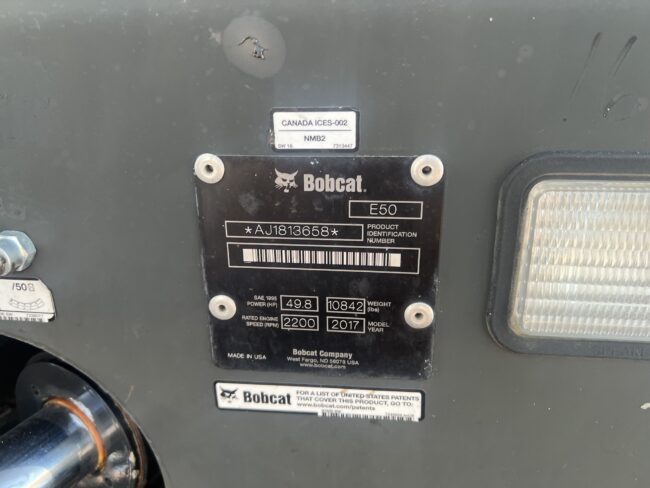 16
CANADA ICES-002
NMB2
7313447
Bobcat.
E50
*AJ1813658*
PRODUCT IDENTIFICATION NUMBER
SAE 1995 POWER (HP) 49.8 10842 WEIGHT (lbs)
RATED ENGINE SPEED (RPM) 2200 2017 MODEL YEAR
MADE IN USA
Bobcat Company
West Fargo, ND 58078 USA
www.bobcat.com
Bobcat
FOR A LIST OF UNITED STATES PATENTS
THAT COVER THIS PRODUCT, GO TO:
www.bobcat.com/patents